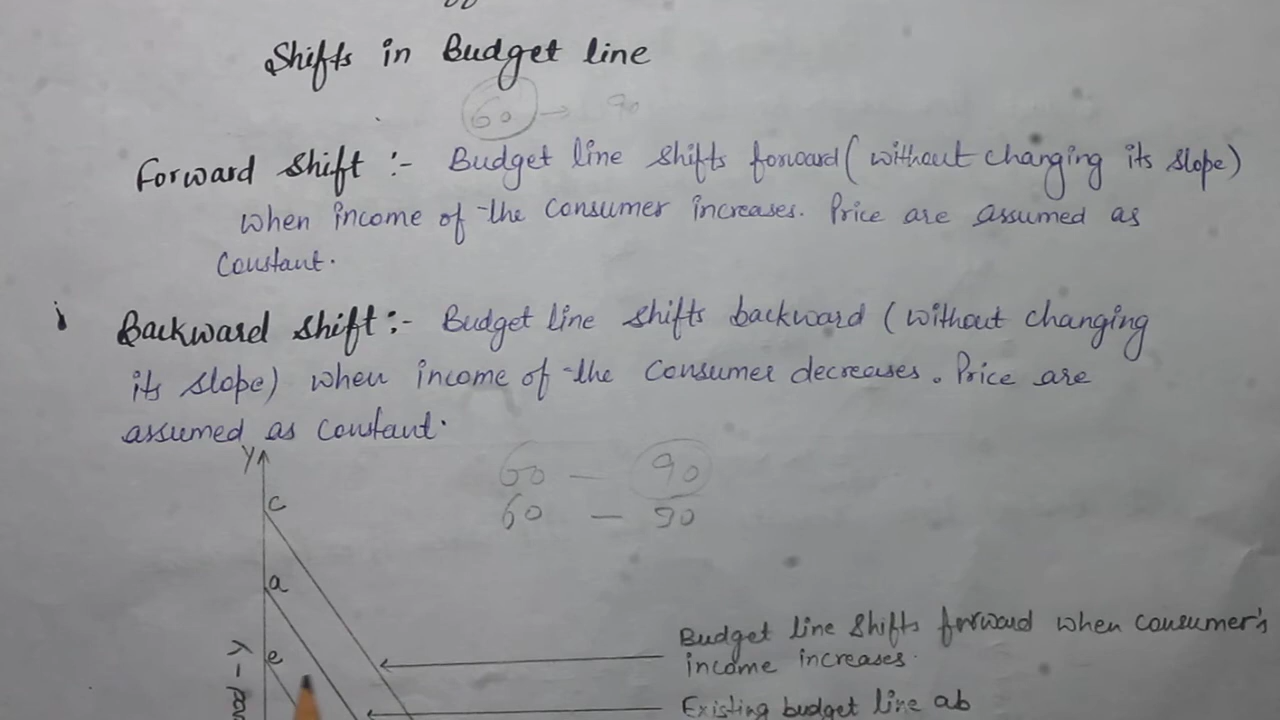 Shifts in Budget line
60 → 90
Forward shift :- Budget line shifts forward (without changing its slope)
when income of the consumer increases. Price are assumed as
constant.
Backward shift :- Budget line shifts backward (without changing
its slope) when income of the consumer decreases. Price are
assumed as constant.
Y
60 - 90
60 - 90
c
a
Budget line shifts forward when consumer's
income increases.
e
Existing budget line ab